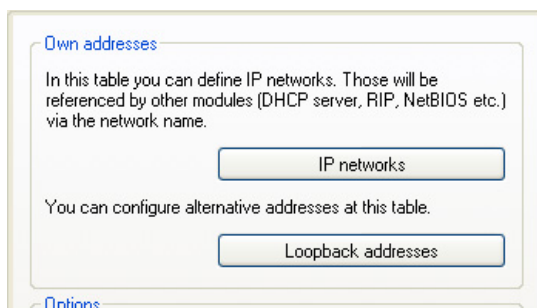 Own addresses
In this table you can define IP networks. Those will be
referenced by other modules (DHCP server, RIP, NetBIOS etc.)
via the network name.
IP networks
You can configure alternative addresses at this table.
Loopback addresses
Options